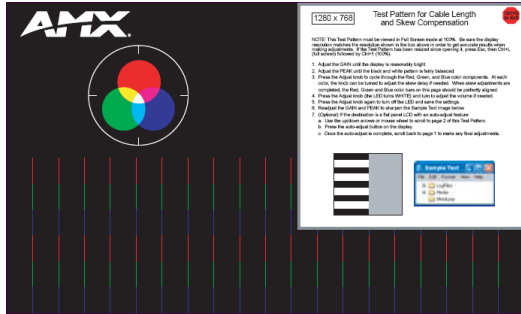 AMX
1280 x 768
Test Pattern for Cable Length
and Skew Compensation
NOTE: This Test Pattern must be viewed in Full Screen mode at 100%. Be sure the display
resolution matches the resolution shown in the box above in order to get accurate results when
making adjustments. If the Test Pattern has been resized since opening it, press Esc, then Ctrl+L
(full screen) followed by Ctrl+1 (100%).
1. Adjust the GAIN until the display is reasonably bright.
2. Adjust the PEAK until the black and white pattern is fairly balanced.
3. Press the Adjust knob to cycle through the Red, Green, and Blue color components. At each
color, the knob can be turned to adjust the skew delay if needed. When skew adjustments are
completed, the Red, Green and Blue color bars on this page should be perfectly aligned.
4. Press the Adjust knob (the LED turns WHITE) and turn to adjust the volume if needed.
5. Press the Adjust knob again to turn off the LED and save the settings.
6. Readjust the GAIN and PEAK to sharpen the Sample Text image below.
7. (Optional) If the destination is a flat panel LCD with an auto-adjust feature:
a. Use the up/down arrows or mouse wheel to scroll to page 2 of this Test Pattern.
b. Press the auto-adjust button on the display.
c. Once the auto-adjust is complete, scroll back to page 1 to make any final adjustments.
Sample Text
File Edit Format View Help
LogFiles
Media